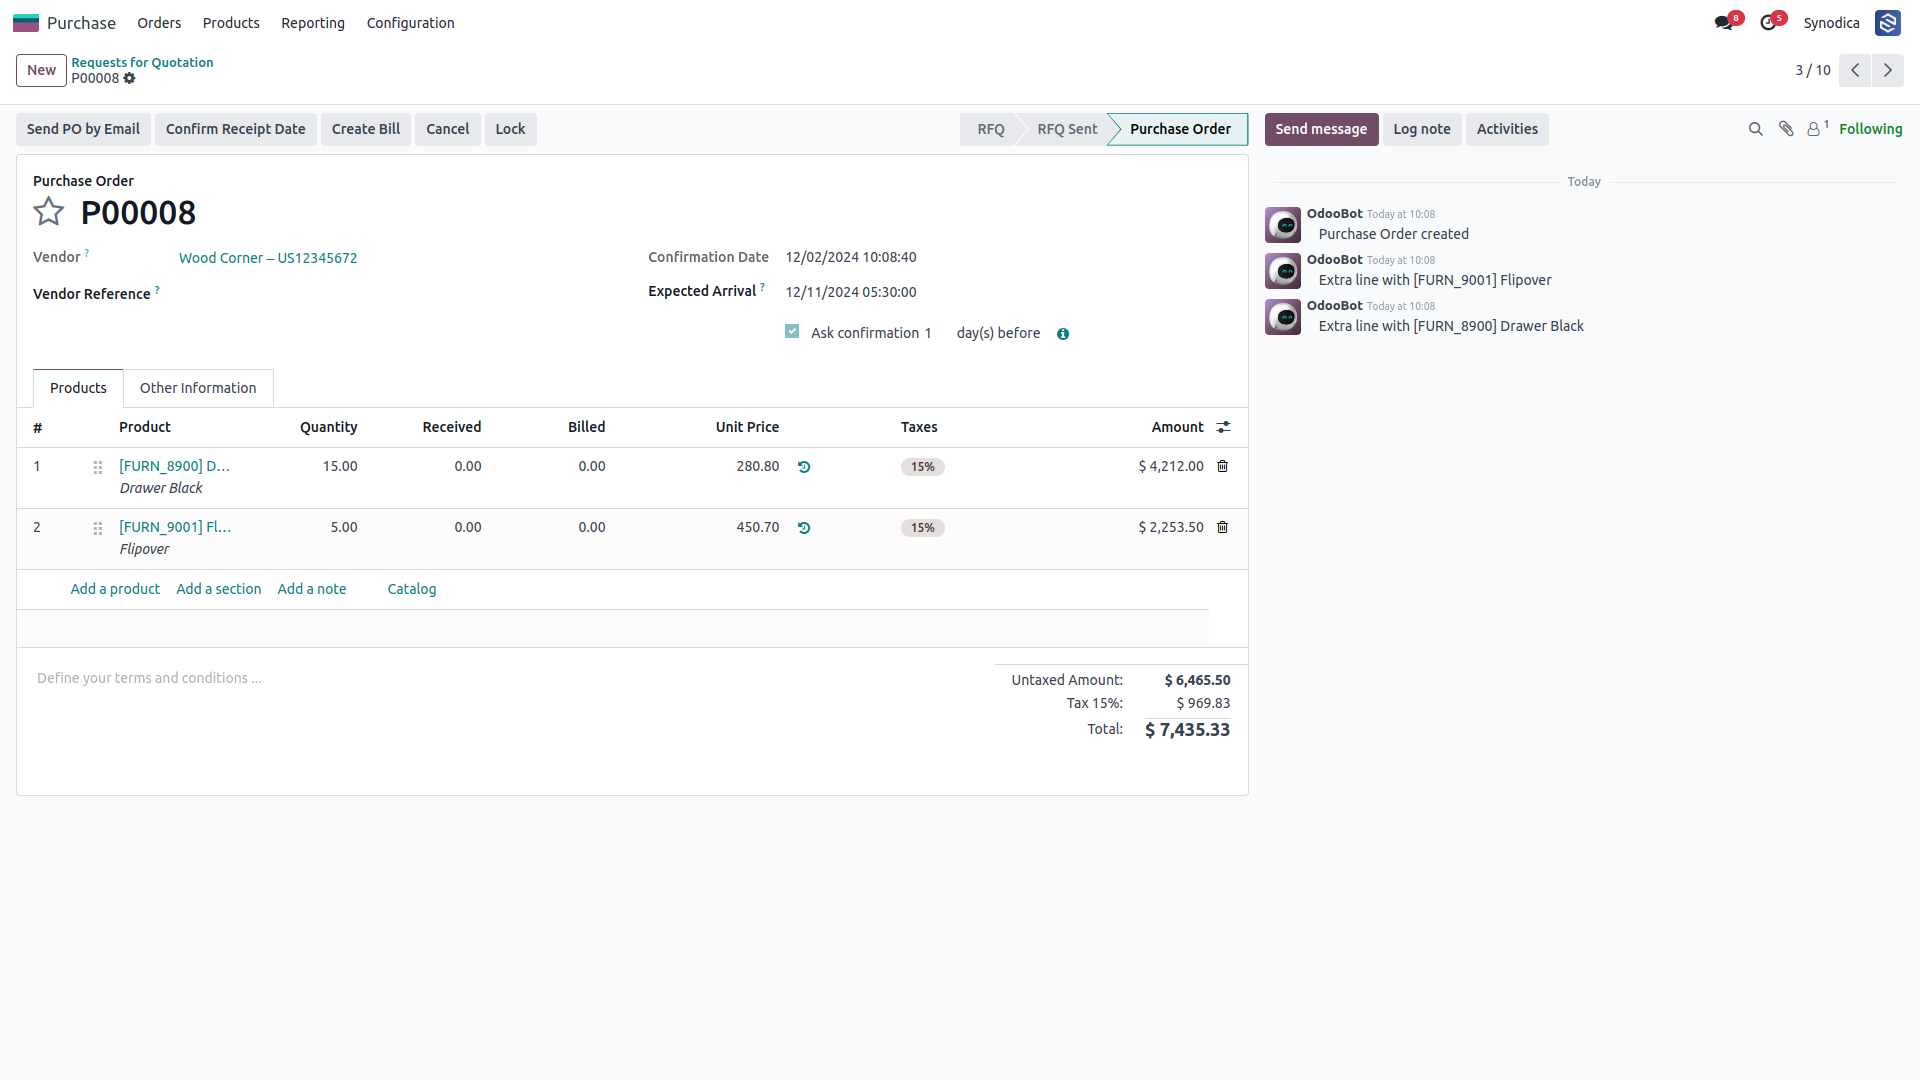 Purchase Orders Products Reporting Configuration 8 5 Synodica
New Requests for Quotation
P00008
3 / 10
Send PO by Email Confirm Receipt Date Create Bill Cancel Lock RFQ RFQ Sent Purchase Order
Send message Log note Activities 1 Following
Purchase Order
P00008
Vendor ? Wood Corner – US12345672
Vendor Reference ?
Confirmation Date 12/02/2024 10:08:40
Expected Arrival ? 12/11/2024 05:30:00
Ask confirmation 1 day(s) before
Products Other Information
# Product Quantity Received Billed Unit Price Taxes Amount
1 [FURN_8900] D... 15.00 0.00 0.00 280.80 15% $ 4,212.00
Drawer Black
2 [FURN_9001] Fl... 5.00 0.00 0.00 450.70 15% $ 2,253.50
Flipover
Add a product Add a section Add a note Catalog
Define your terms and conditions ...
Untaxed Amount: $ 6,465.50
Tax 15%: $ 969.83
Total: $ 7,435.33
Today
OdooBot Today at 10:08
Purchase Order created
OdooBot Today at 10:08
Extra line with [FURN_9001] Flipover
OdooBot Today at 10:08
Extra line with [FURN_8900] Drawer Black